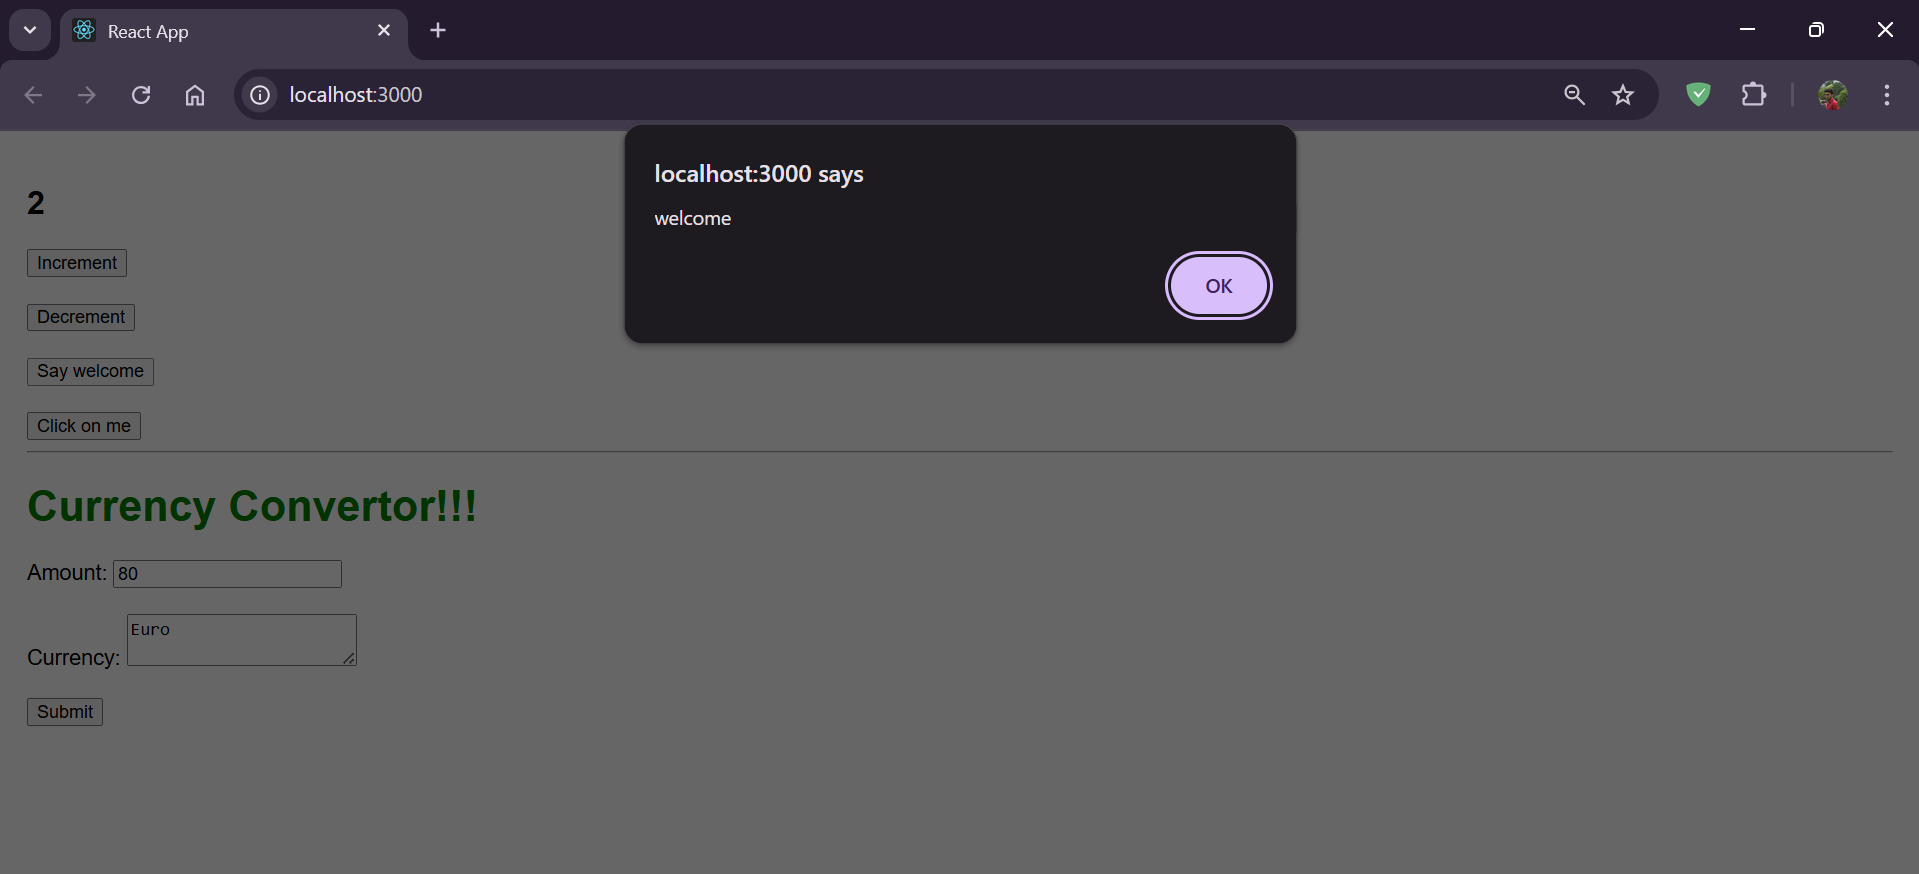 React App
localhost:3000
localhost:3000 says
welcome
OK
2
Increment
Decrement
Say welcome
Click on me
Currency Convertor!!!
Amount: 80
Currency: Euro
Submit